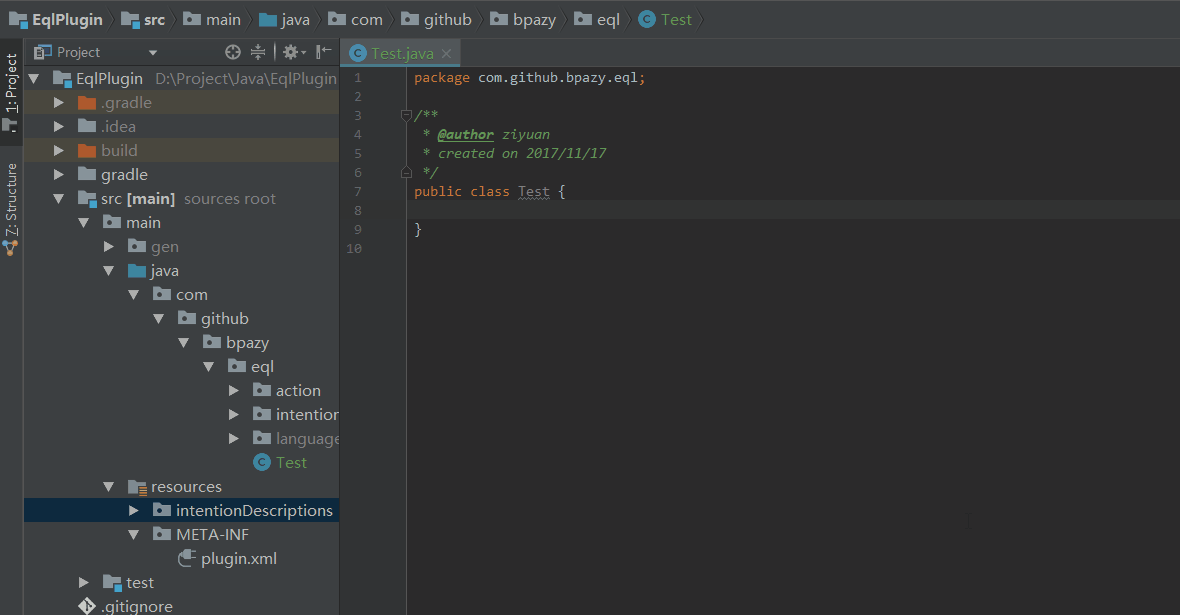 EqlPlugin src main java com github bpazy eql Test
1: Project
Z: Structure
Project
EqlPlugin D:\Project\Java\EqlPlugin
.gradle
.idea
build
gradle
src [main] sources root
main
gen
java
com
github
bpazy
eql
action
intention
language
Test
resources
intentionDescriptions
META-INF
plugin.xml
test
.gitignore
Test.java
1 package com.github.bpazy.eql;
2
3 /**
4 * @author ziyuan
5 * created on 2017/11/17
6 */
7 public class Test {
8
9 }
10